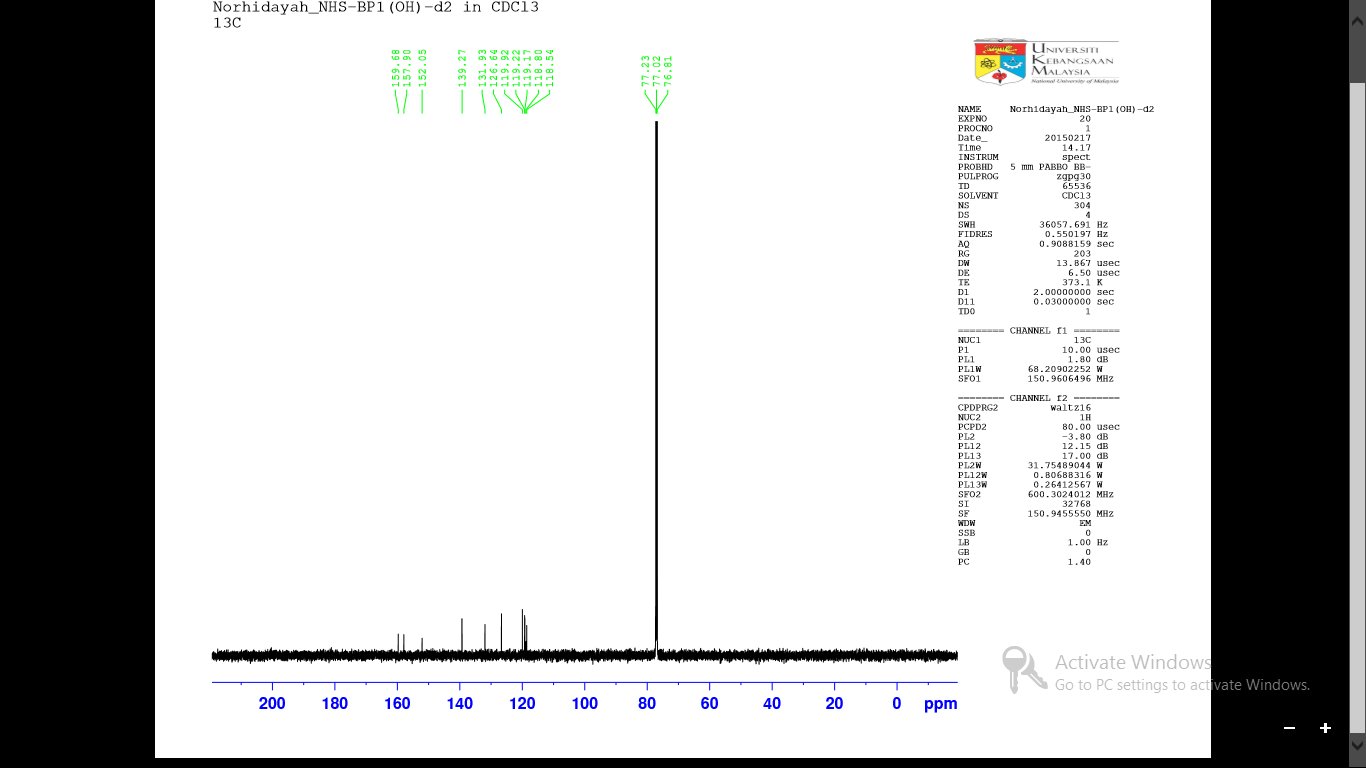 Norhidayah_NHS-BP1(OH)-d2 in CDCl3
13C
159.68
157.90
152.05
139.27
131.93
126.64
119.92
119.22
119.17
118.80
118.54
77.23
77.02
76.81
UNIVERSITI
KEBANGSAAN
MALAYSIA
National University of Malaysia
NAME Norhidayah_NHS-BP1(OH)-d2
EXPNO 20
PROCNO 1
Date_ 20150217
Time 14.17
INSTRUM spect
PROBHD 5 mm PABBO BB-
PULPROG zgpg30
TD 65536
SOLVENT CDCl3
NS 304
DS 4
SWH 36057.691 Hz
FIDRES 0.550197 Hz
AQ 0.9088159 sec
RG 203
DW 13.867 usec
DE 6.50 usec
TE 373.1 K
D1 2.00000000 sec
D11 0.03000000 sec
TD0 1
======== CHANNEL f1 ========
NUC1 13C
P1 10.00 usec
PL1 1.80 dB
PL1W 68.20902252 W
SFO1 150.9606496 MHz
======== CHANNEL f2 ========
CPDPRG2 waltz16
NUC2 1H
PCPD2 80.00 usec
PL2 -3.80 dB
PL12 12.15 dB
PL13 17.00 dB
PL2W 31.75489044 W
PL12W 0.80688316 W
PL13W 0.26412567 W
SFO2 600.3024012 MHz
SI 32768
SF 150.9455550 MHz
WDW EM
SSB 0
LB 1.00 Hz
GB 0
PC 1.40
Activate Windows
Go to PC settings to activate Windows.
200 180 160 140 120 100 80 60 40 20 0 ppm